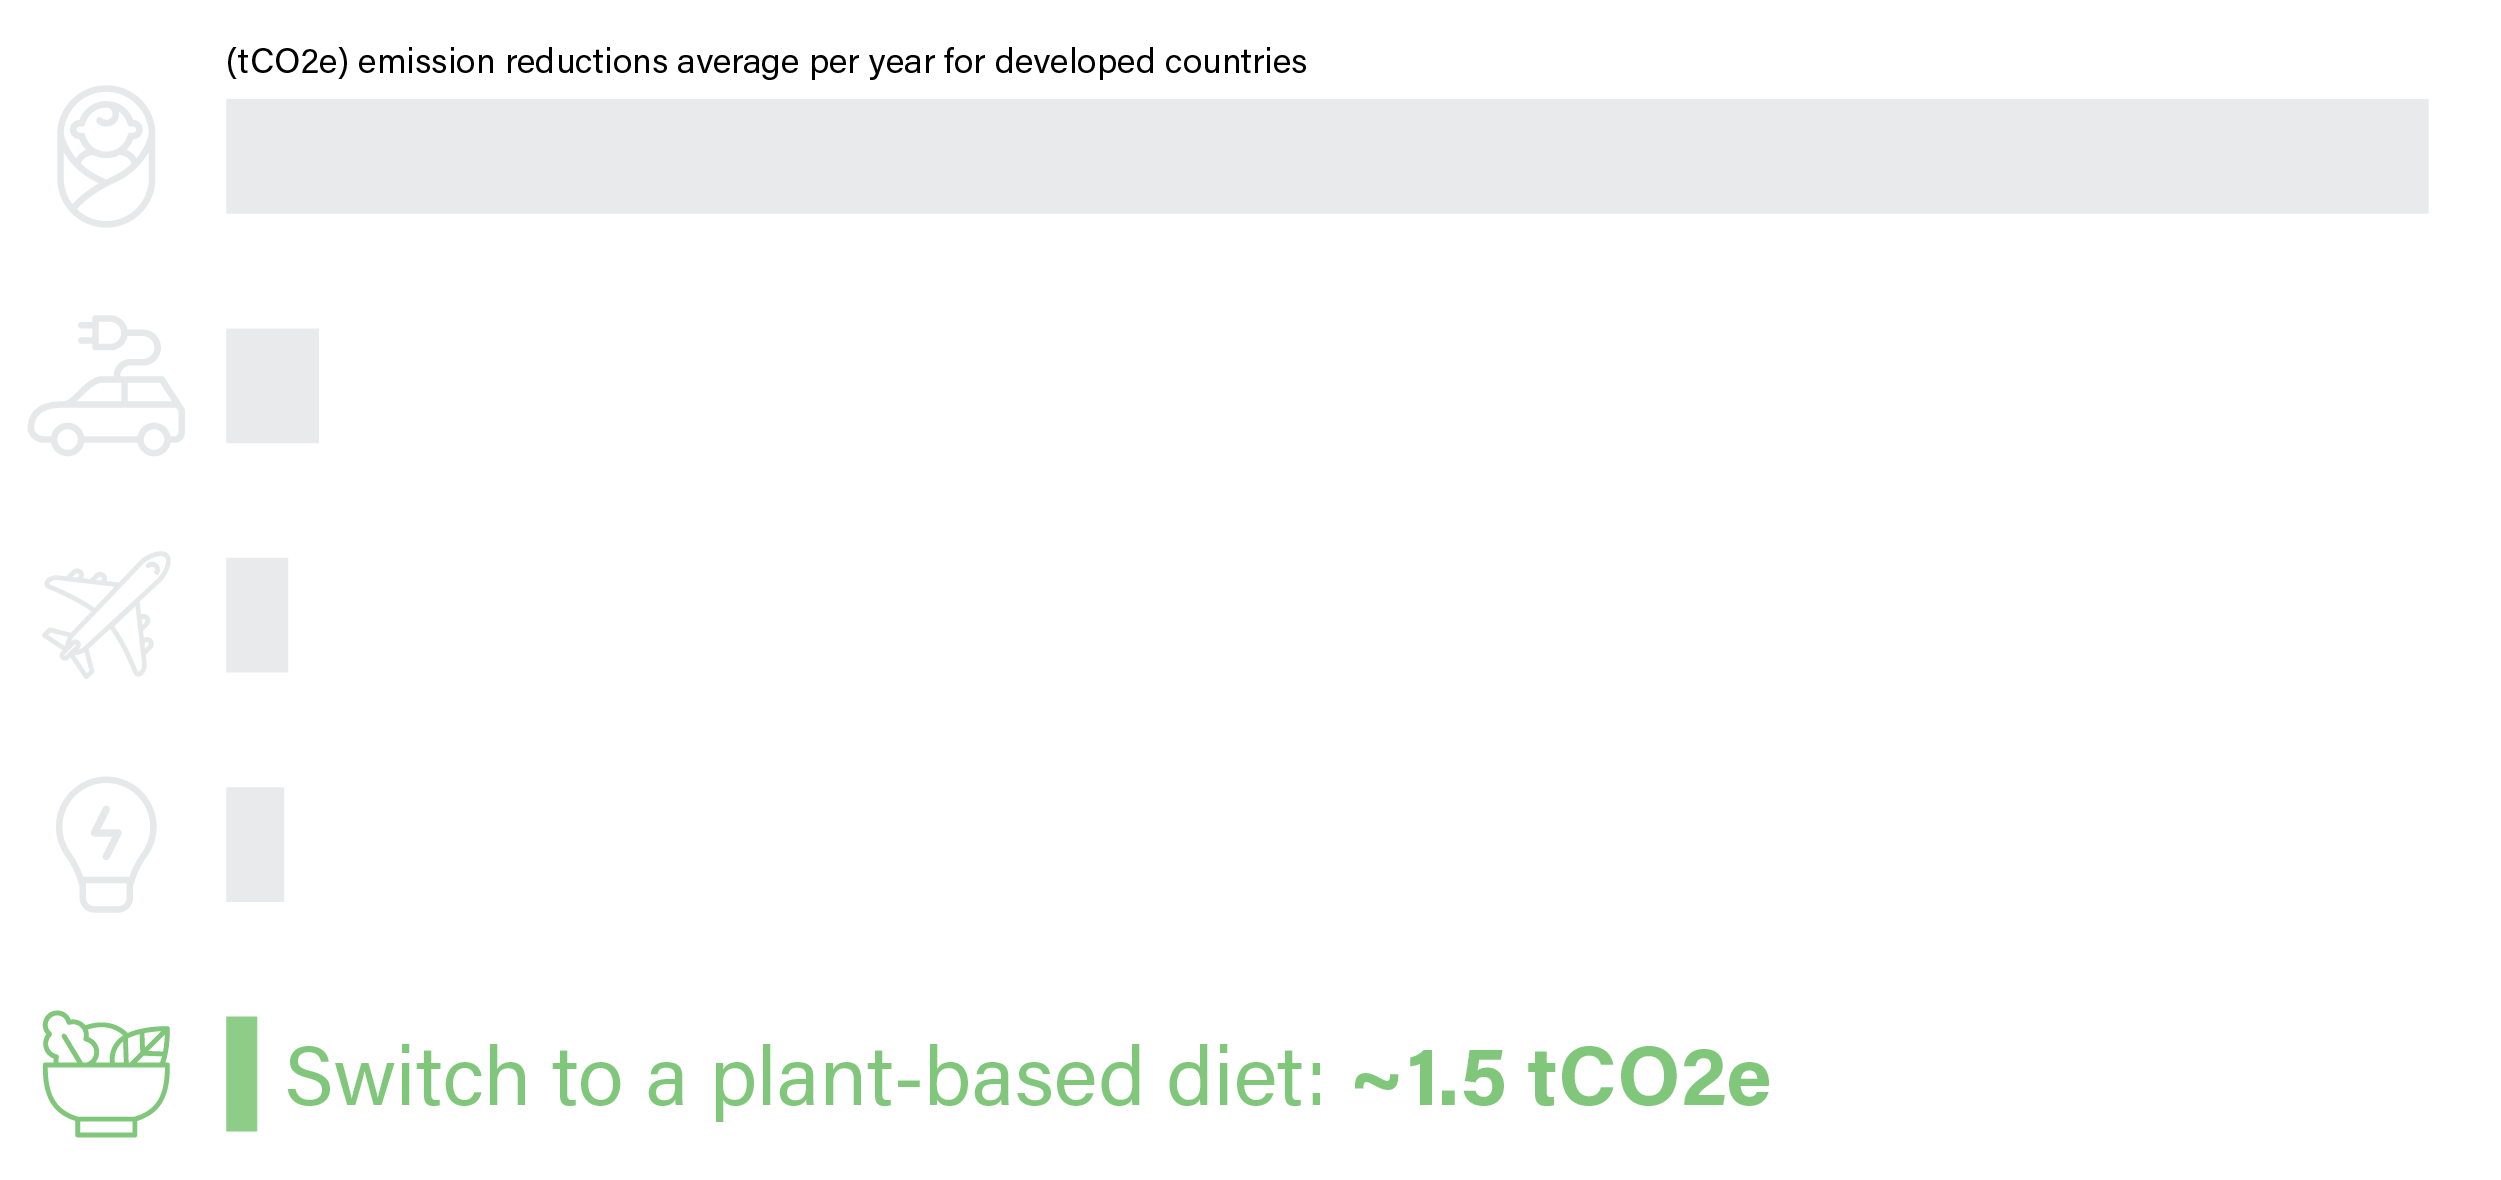 (tCO2e) emission reductions average per year for developed countries
Switch to a plant-based diet: ~1.5 tCO2e